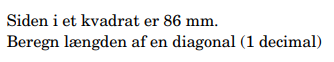 Siden i et kvadrat er 86 mm.
Beregn længden af en diagonal (1 decimal)